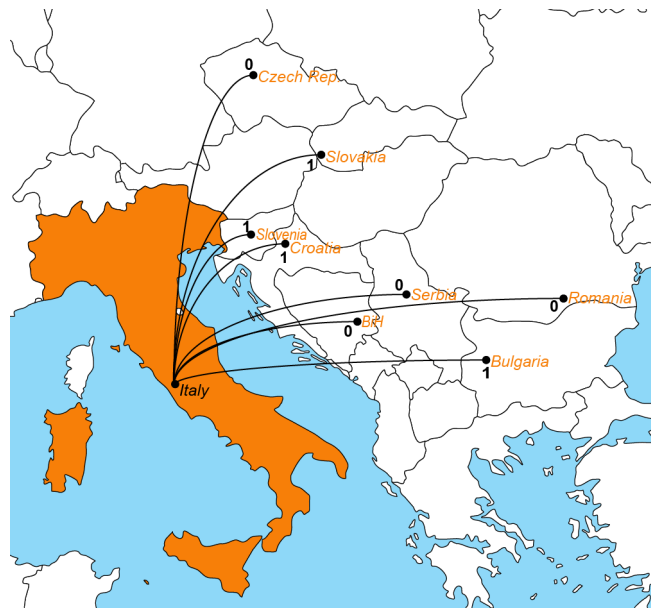 0
Czech Rep
1
Slovakia
1
Slovenia
1
Croatia
0
Serbia
0
Romania
0
BiH
1
Bulgaria
Italy